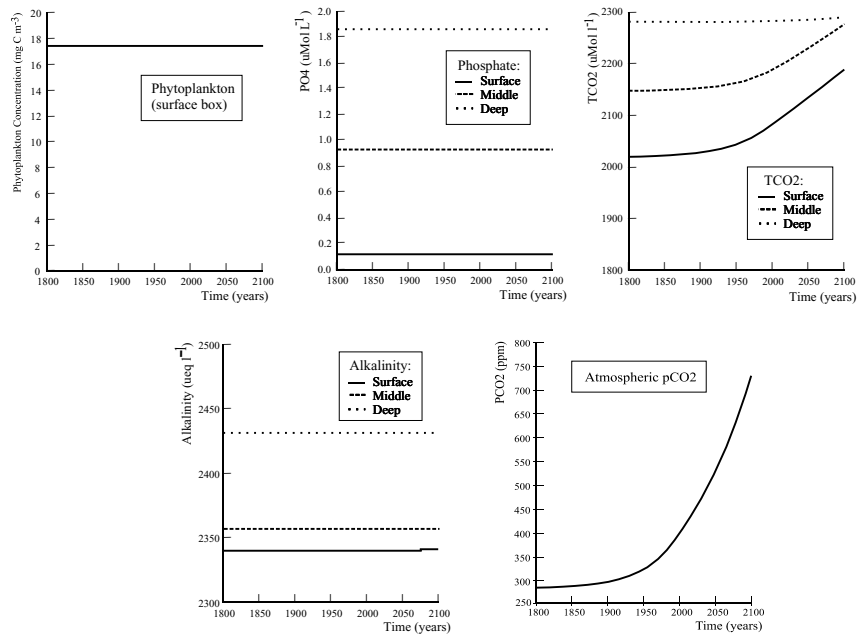 Phytoplankton Concentration (mg C m-3)
20
18
16
14
12
10
8
6
4
2
0
Phytoplankton
(surface box)
1800 1850 1900 1950 2000 2050 2100
Time (years)
PO4 (uMol L-1)
2.0
1.8
1.6
1.4
1.2
1.0
0.8
0.6
0.4
0.2
0.0
Phosphate:
Surface
Middle
Deep
1800 1850 1900 1950 2000 2050 2100
Time (years)
TCO2 (uMol l-1)
2300
2200
2100
2000
1900
1800
TCO2:
Surface
Middle
Deep
1800 1850 1900 1950 2000 2050 2100
Time (years)
Alkalinity (ueq l-1)
2500
2450
2400
2350
2300
Alkalinity:
Surface
Middle
Deep
1800 1850 1900 1950 2000 2050 2100
Time (years)
PCO2 (ppm)
800
750
700
650
600
550
500
450
400
350
300
250
Atmospheric pCO2
1800 1850 1900 1950 2000 2050 2100
Time (years)